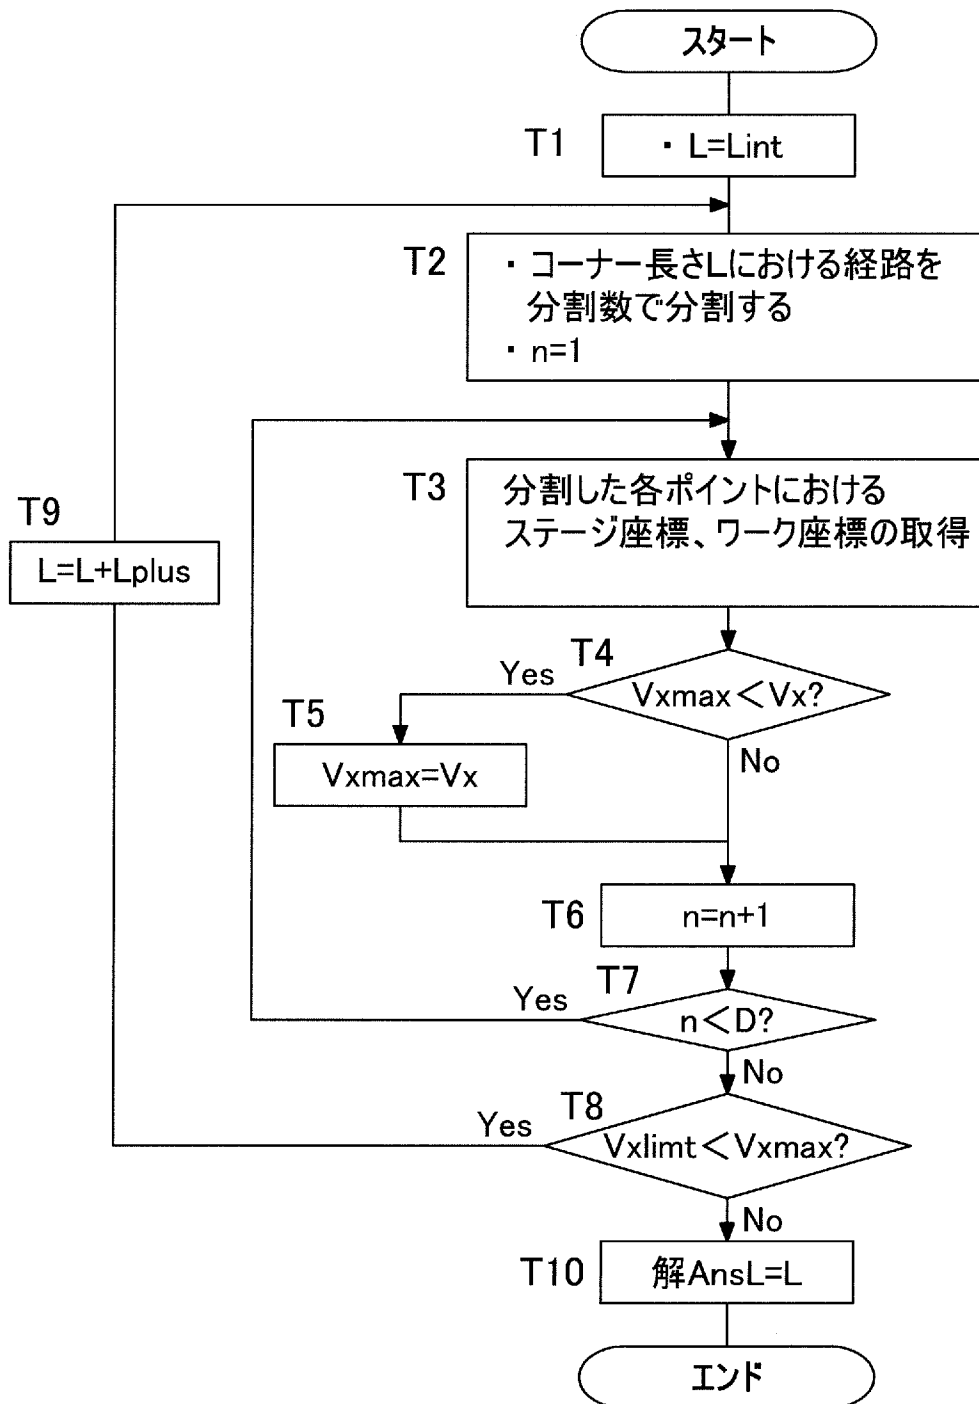 スタート
T1
・ L=Lint
T2
・コーナー長さLにおける経路を
分割数で分割する
・n=1
T3
分割した各ポイントにおける
ステージ座標、ワーク座標の取得
T9
L=L+Lplus
T4
Yes
Vxmax<Vx?
No
T5
Vxmax=Vx
T6
n=n+1
T7
Yes
n<D?
No
T8
Yes
Vxlimt<Vxmax?
No
T10
解AnsL=L
エンド